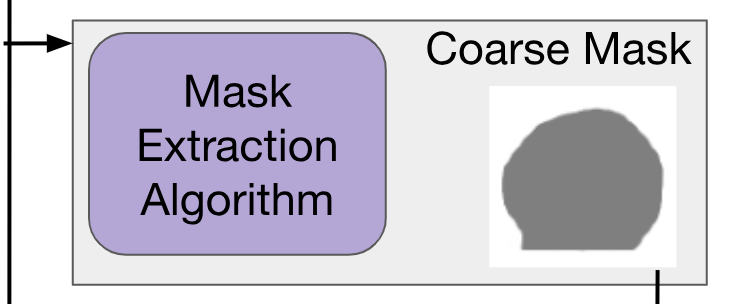 Coarse Mask
Mask
Extraction
Algorithm